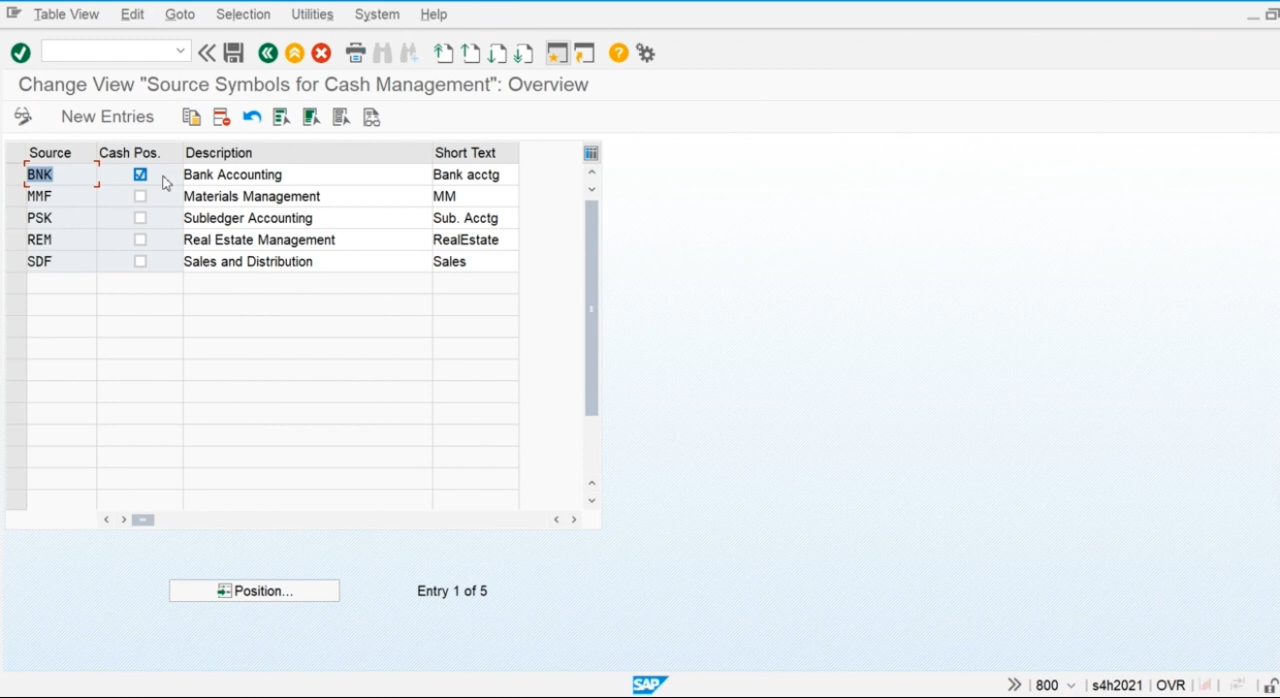 Table View Edit Goto Selection Utilities System Help
Change View "Source Symbols for Cash Management": Overview
New Entries
Source Cash Pos. Description Short Text
BNK Bank Accounting Bank acctg
MMF Materials Management MM
PSK Subledger Accounting Sub. Acctg
REM Real Estate Management RealEstate
SDF Sales and Distribution Sales
Position... Entry 1 of 5
SAP 800 s4h2021 OVR